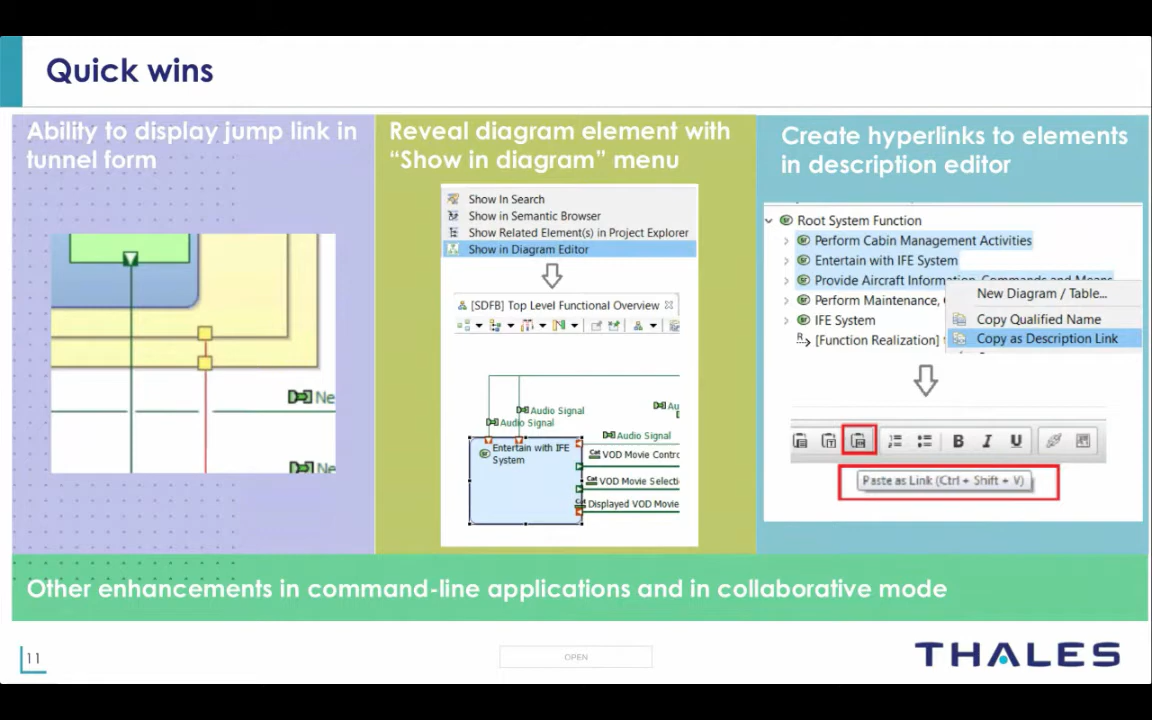 Quick wins
Ability to display jump link in
tunnel form
Ne
Ne
Reveal diagram element with
“Show in diagram” menu
Show In Search
Show in Semantic Browser
Show Related Element(s) in Project Explorer
Show in Diagram Editor
[SDFB] Top Level Functional Overview
Audio Signal
Au
Audio Signal
Audio Signal
Entertain with IFE
System
VOD Movie Contro
VOD Movie Selecti
Displayed VOD Movie
Create hyperlinks to elements
in description editor
Root System Function
Perform Cabin Management Activities
Entertain with IFE System
Provide Aircraft Information, Commands and Means
New Diagram / Table...
Perform Maintenance,
Copy Qualified Name
IFE System
Copy as Description Link
[Function Realization]
B I U
Paste as Link (Ctrl + Shift + V)
Other enhancements in command-line applications and in collaborative mode
11
OPEN
THALES